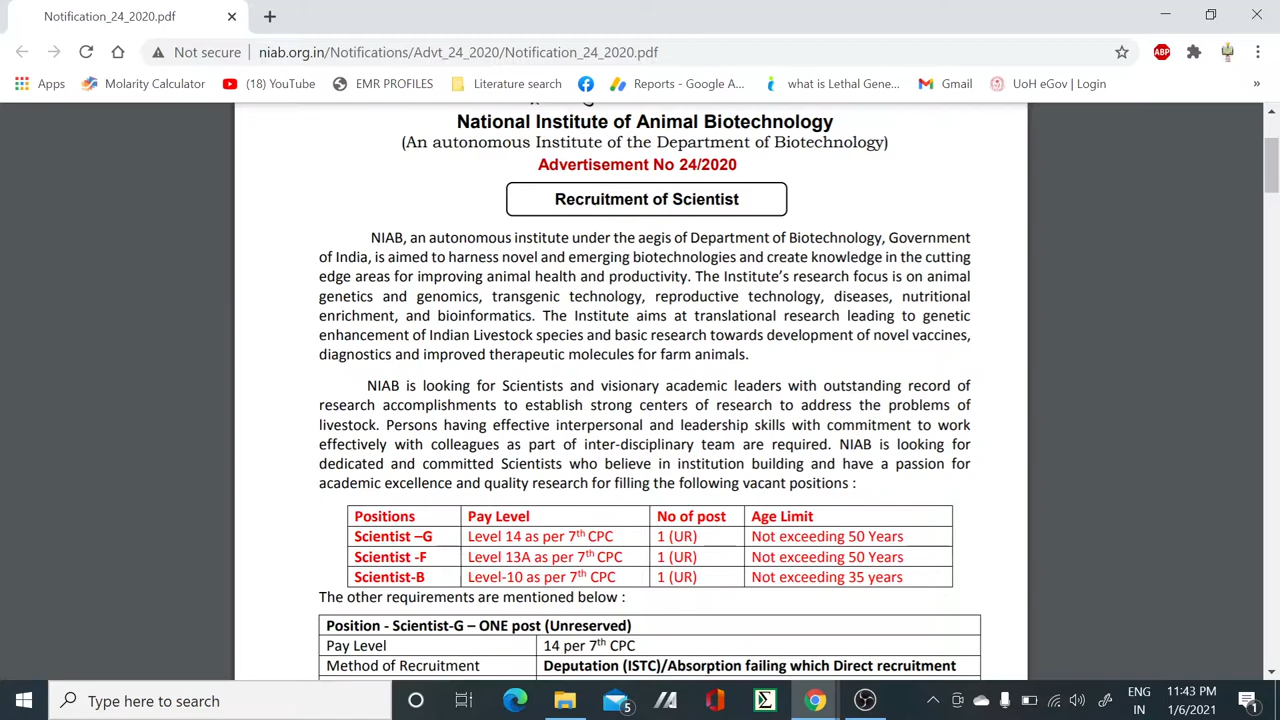 Notification_24_2020.pdf
Not secure niab.org.in/Notifications/Advt_24_2020/Notification_24_2020.pdf
ABP
Apps Molarity Calculator (18) YouTube EMR PROFILES Literature search Reports - Google A... what is Lethal Gene... Gmail UoH eGov | Login »
National Institute of Animal Biotechnology
(An autonomous Institute of the Department of Biotechnology)
Advertisement No 24/2020
Recruitment of Scientist
NIAB, an autonomous institute under the aegis of Department of Biotechnology, Government
of India, is aimed to harness novel and emerging biotechnologies and create knowledge in the cutting
edge areas for improving animal health and productivity. The Institute's research focus is on animal
genetics and genomics, transgenic technology, reproductive technology, diseases, nutritional
enrichment, and bioinformatics. The Institute aims at translational research leading to genetic
enhancement of Indian Livestock species and basic research towards development of novel vaccines,
diagnostics and improved therapeutic molecules for farm animals.
NIAB is looking for Scientists and visionary academic leaders with outstanding record of
research accomplishments to establish strong centers of research to address the problems of
livestock. Persons having effective interpersonal and leadership skills with commitment to work
effectively with colleagues as part of inter-disciplinary team are required. NIAB is looking for
dedicated and committed Scientists who believe in institution building and have a passion for
academic excellence and quality research for filling the following vacant positions :
Positions Pay Level No of post Age Limit
Scientist –G Level 14 as per 7th CPC 1 (UR) Not exceeding 50 Years
Scientist -F Level 13A as per 7th CPC 1 (UR) Not exceeding 50 Years
Scientist-B Level-10 as per 7th CPC 1 (UR) Not exceeding 35 years
The other requirements are mentioned below :
Position - Scientist-G – ONE post (Unreserved)
Pay Level 14 per 7th CPC
Method of Recruitment Deputation (ISTC)/Absorption failing which Direct recruitment
Type here to search 5 ENG 11:43 PM
IN 1/6/2021 1